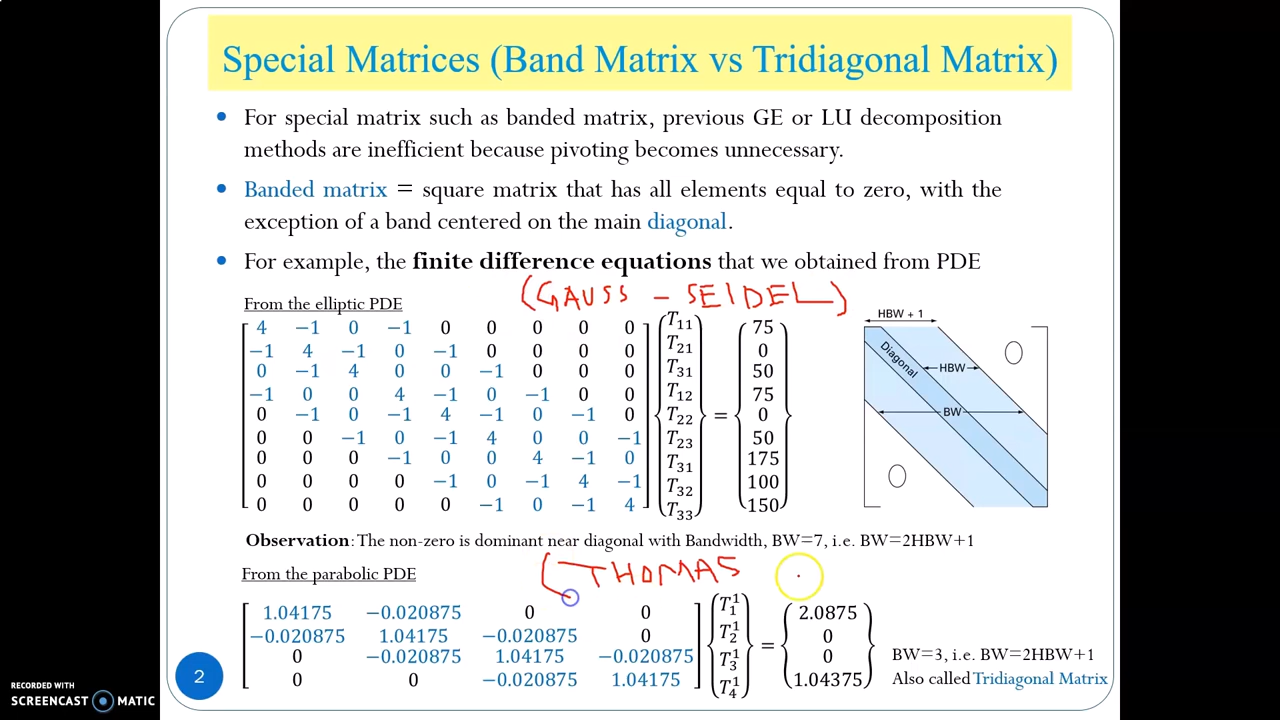 Special Matrices (Band Matrix vs Tridiagonal Matrix)
• For special matrix such as banded matrix, previous GE or LU decomposition
methods are inefficient because pivoting becomes unnecessary.
• Banded matrix = square matrix that has all elements equal to zero, with the
exception of a band centered on the main diagonal.
• For example, the finite difference equations that we obtained from PDE
(GAUSS - SEIDEL)
From the elliptic PDE
4 −1 0 −1 0 0 0 0 0 T11 75
−1 4 −1 0 −1 0 0 0 0 T21 0
0 −1 4 0 0 −1 0 0 0 T31 50
−1 0 0 4 −1 0 −1 0 0 T12 75
0 −1 0 −1 4 −1 0 −1 0 T22 = 0
0 0 −1 0 −1 4 0 0 −1 T23 50
0 0 0 −1 0 0 4 −1 0 T31 175
0 0 0 0 −1 0 −1 4 −1 T32 100
0 0 0 0 0 −1 0 −1 4 T33 150
HBW + 1
0
Diagonal
HBW
BW
0
Observation: The non-zero is dominant near diagonal with Bandwidth, BW=7, i.e. BW=2HBW+1
(THOMAS
From the parabolic PDE
1.04175 −0.020875 0 0 T₁¹ 2.0875
−0.020875 1.04175 −0.020875 0 T₂¹ = 0
0 −0.020875 1.04175 −0.020875 T₃¹ 0
0 0 −0.020875 1.04175 T₄¹ 1.04375
BW=3, i.e. BW=2HBW+1
Also called Tridiagonal Matrix
2
RECORDED WITH
SCREENCAST MATIC